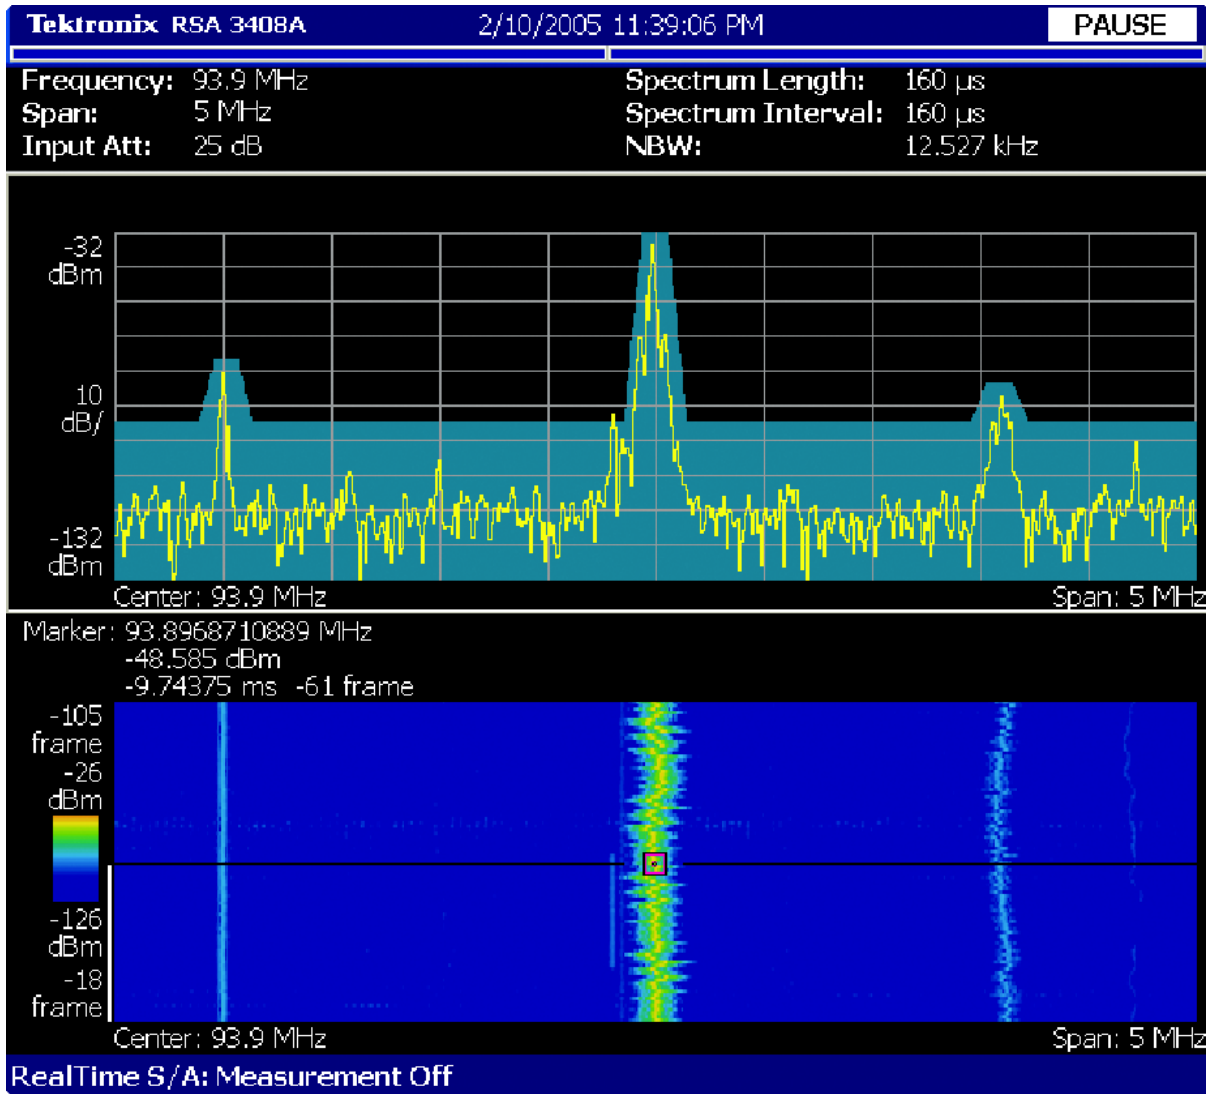 Tektronix RSA 3408A 2/10/2005 11:39:06 PM PAUSE
Frequency: 93.9 MHz Spectrum Length: 160 µs
Span: 5 MHz Spectrum Interval: 160 µs
Input Att: 25 dB NBW: 12.527 kHz
-32
dBm
10
dB/
-132
dBm
Center: 93.9 MHz Span: 5 MHz
Marker: 93.8968710889 MHz
-48.585 dBm
-9.74375 ms -61 frame
-105
frame
-26
dBm
-126
dBm
-18
frame
Center: 93.9 MHz Span: 5 MHz
RealTime S/A: Measurement Off